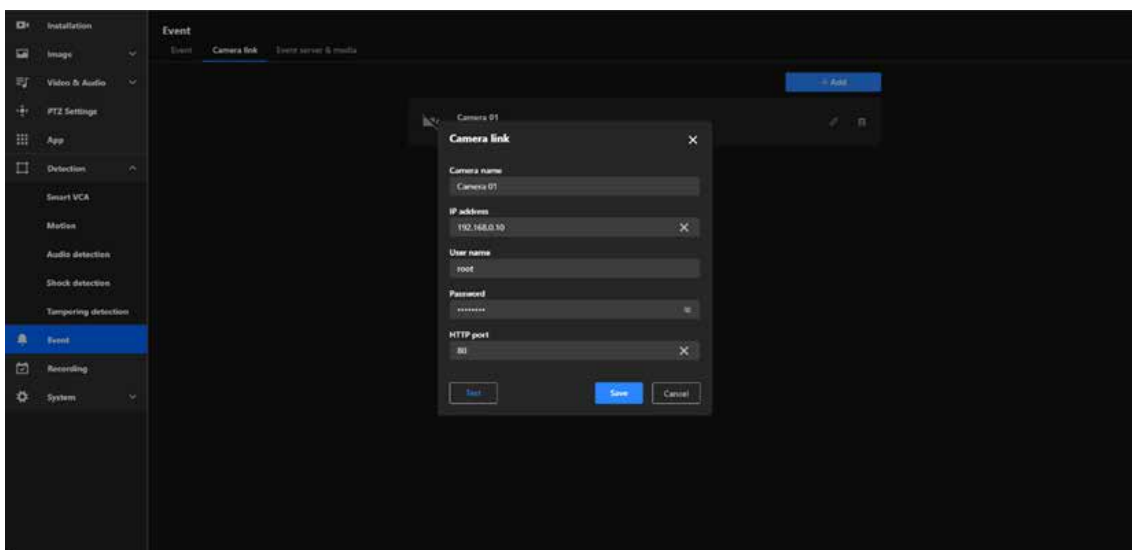 Installation
Image
Video & Audio
PTZ Settings
App
Detection
Smart VCA
Motion
Audio detection
Shock detection
Tampering detection
Event
Recording
System
Event
Event Camera link Event server & media
+ Add
Camera 01
Camera link
Camera name
Camera 01
IP address
192.168.0.10
User name
root
Password
••••••••
HTTP port
80
Test Save Cancel